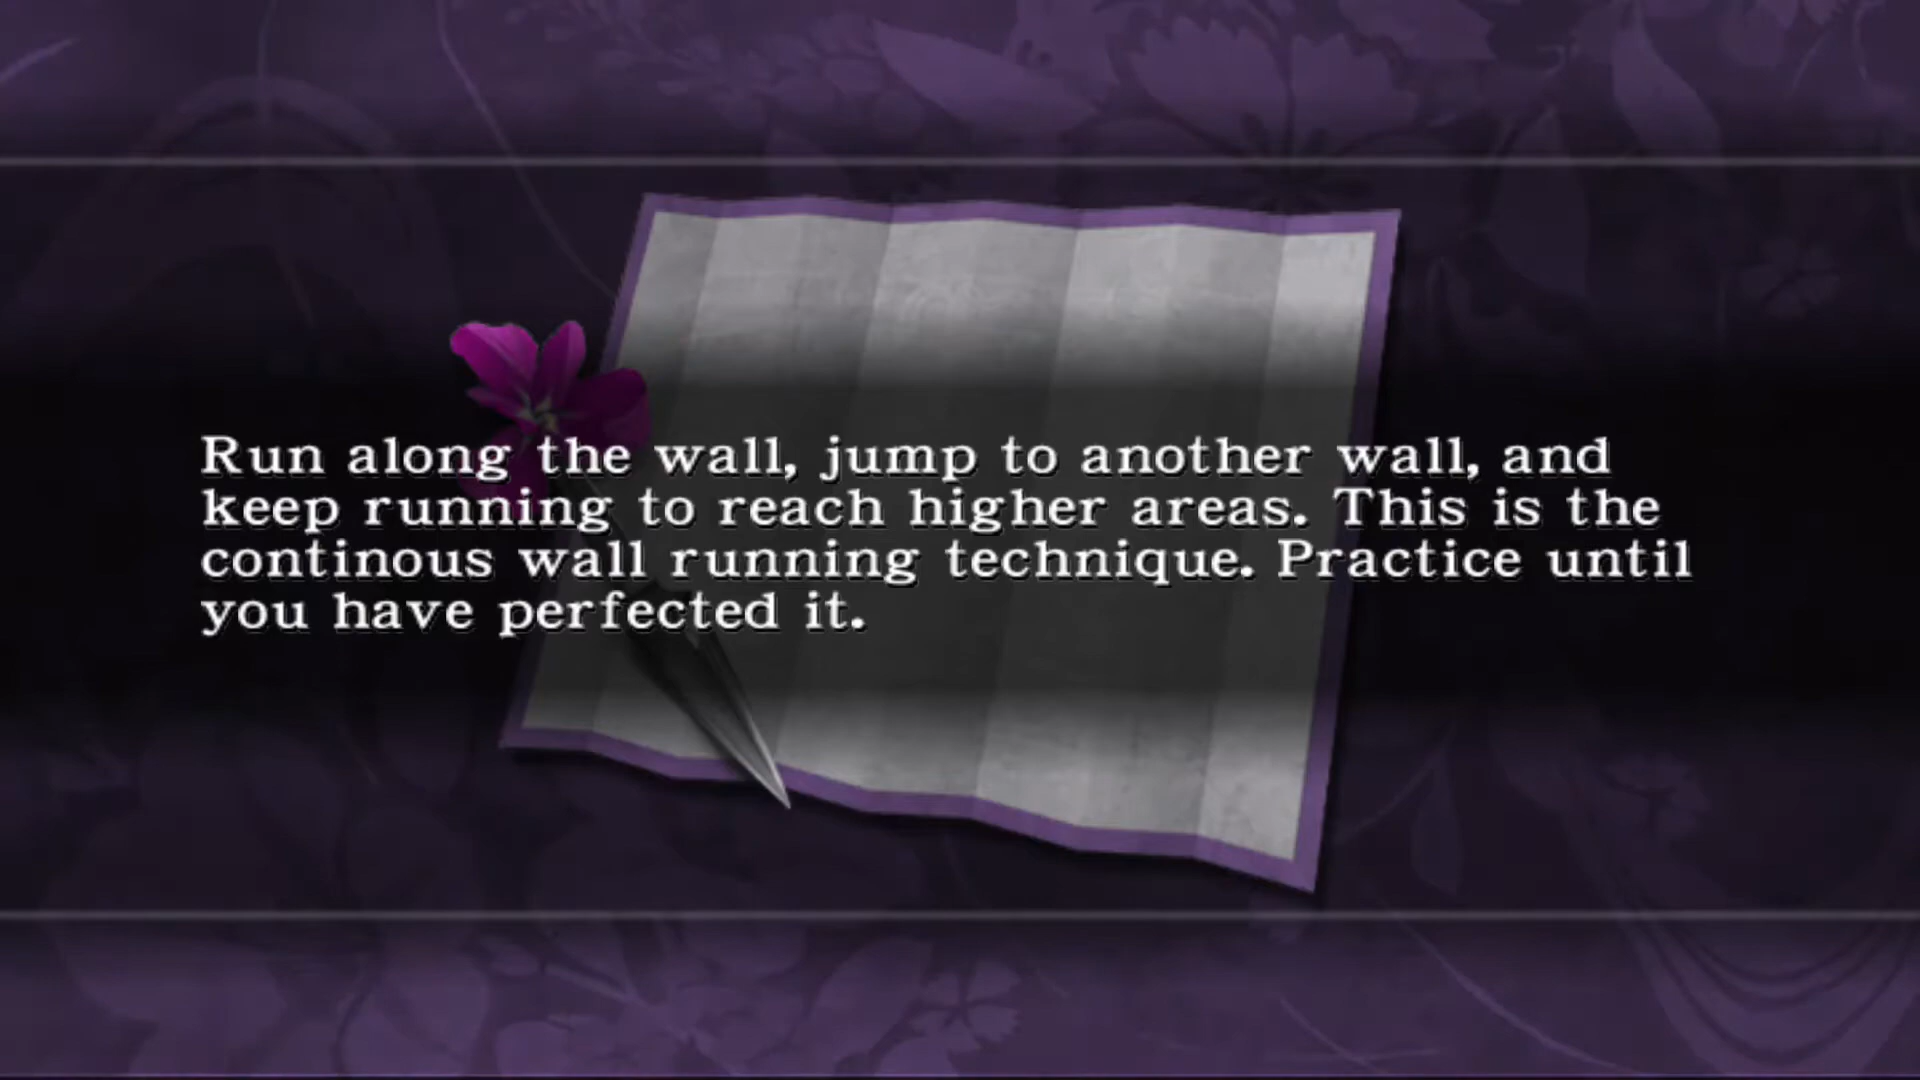 Run along the wall, jump to another wall, and
keep running to reach higher areas. This is the
continous wall running technique. Practice until
you have perfected it.